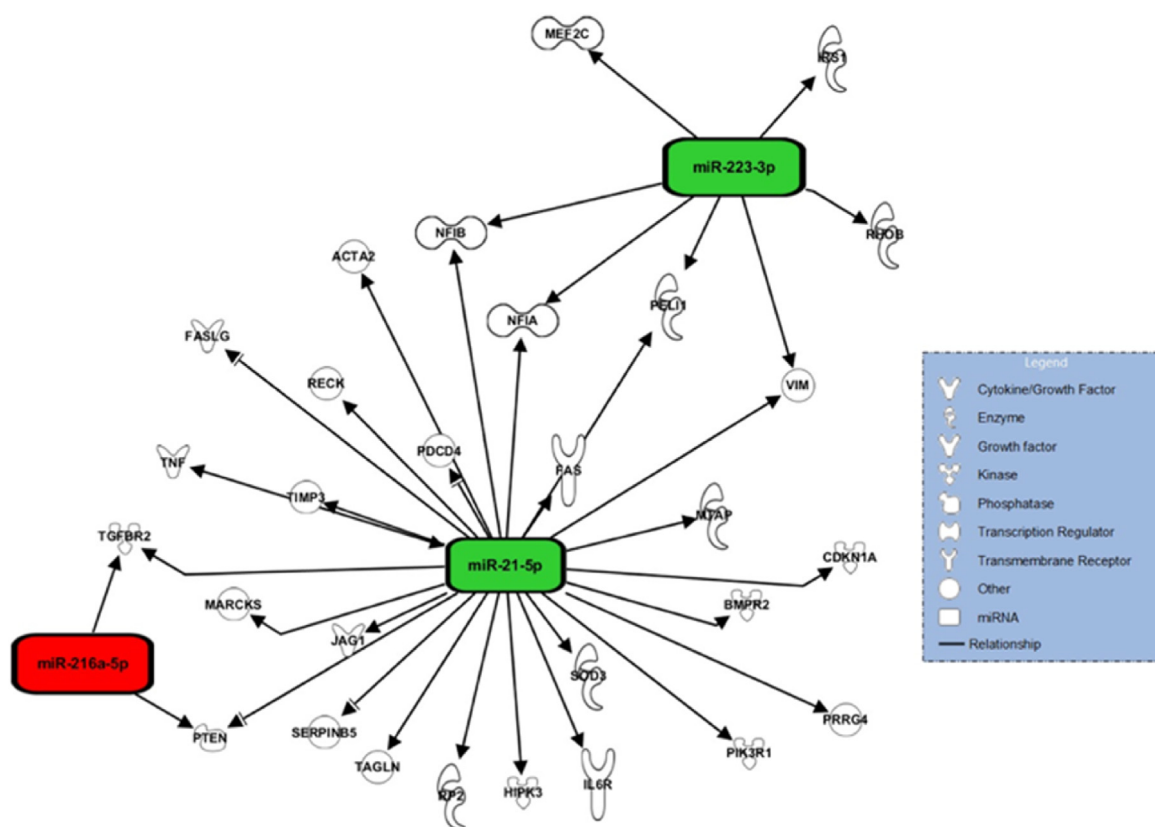 MEF2C
IRS1
miR-223-3p
NFIB
RHOB
ACTA2
PELI1
NFIA
FASLG
RECK
VIM
PDCD4
FAS
TNF
TIMP3
MTAP
TGFBR2
CDKN1A
miR-21-5p
MARCKS
BMPR2
JAG1
miR-216a-5p
SOD3
PRRG4
PTEN
SERPINB5
PIK3R1
TAGLN
IL6R
HIPK3
RP2
Legend
Cytokine/Growth Factor
Enzyme
Growth factor
Kinase
Phosphatase
Transcription Regulator
Transmembrane Receptor
Other
miRNA
Relationship